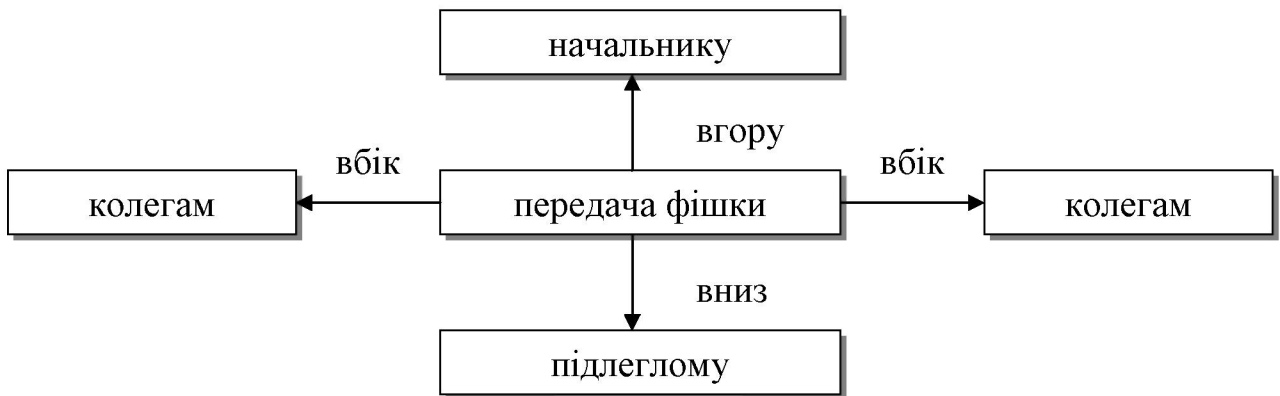 начальнику
вгору
вбік
вбік
колегам
передача фішки
колегам
вниз
підлеглому